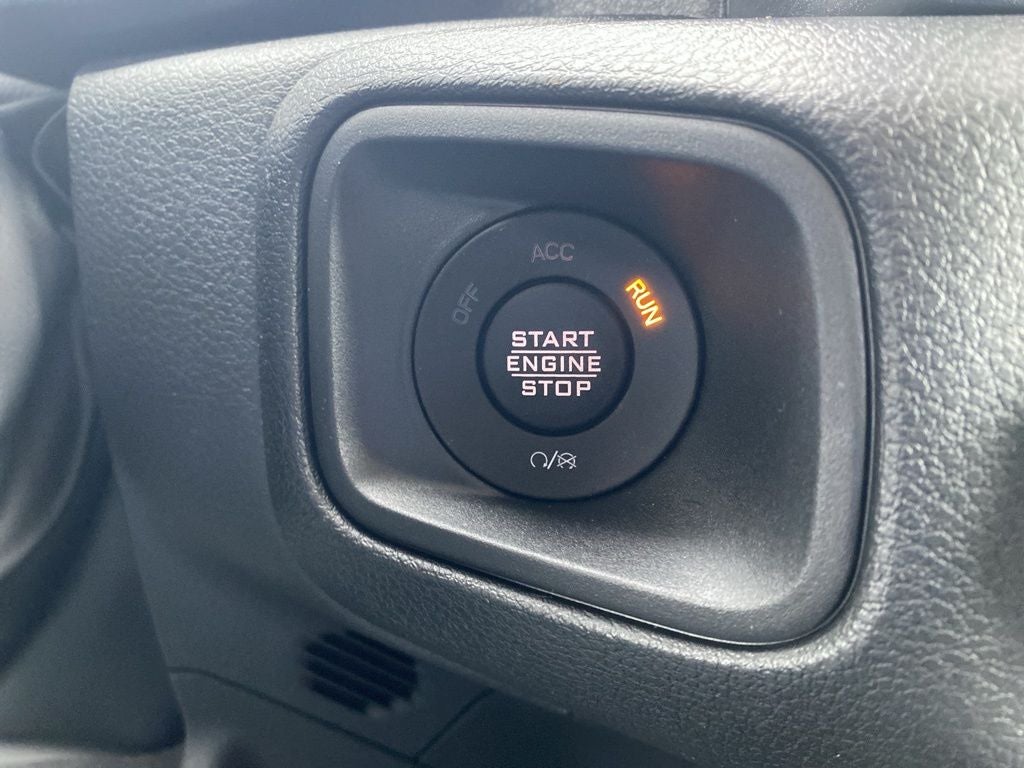 ACC
OFF
RUN
START
ENGINE
STOP